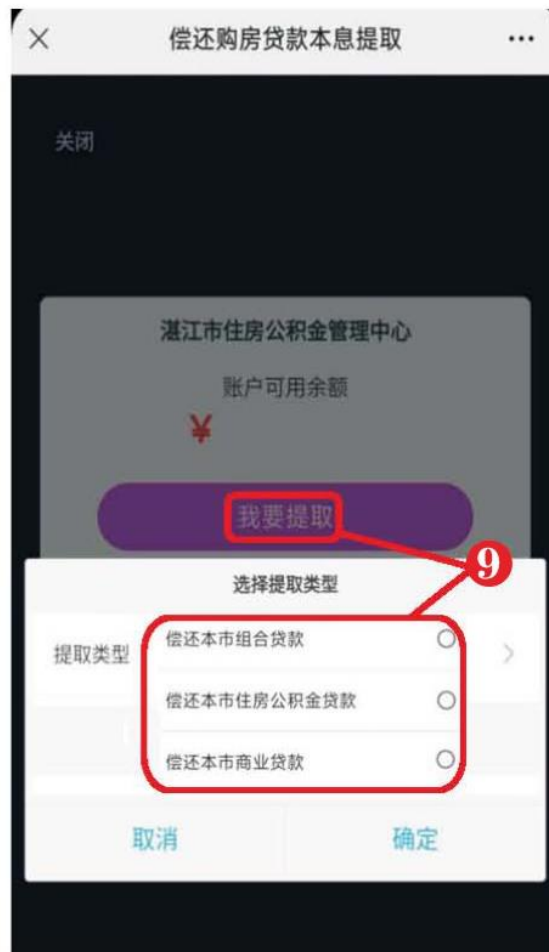 偿还购房贷款本息提取
关闭
湛江市住房公积金管理中心
账户可用余额
¥
我要提取
9
选择提取类型
提取类型
偿还本市组合贷款
偿还本市住房公积金贷款
偿还本市商业贷款
取消 确定